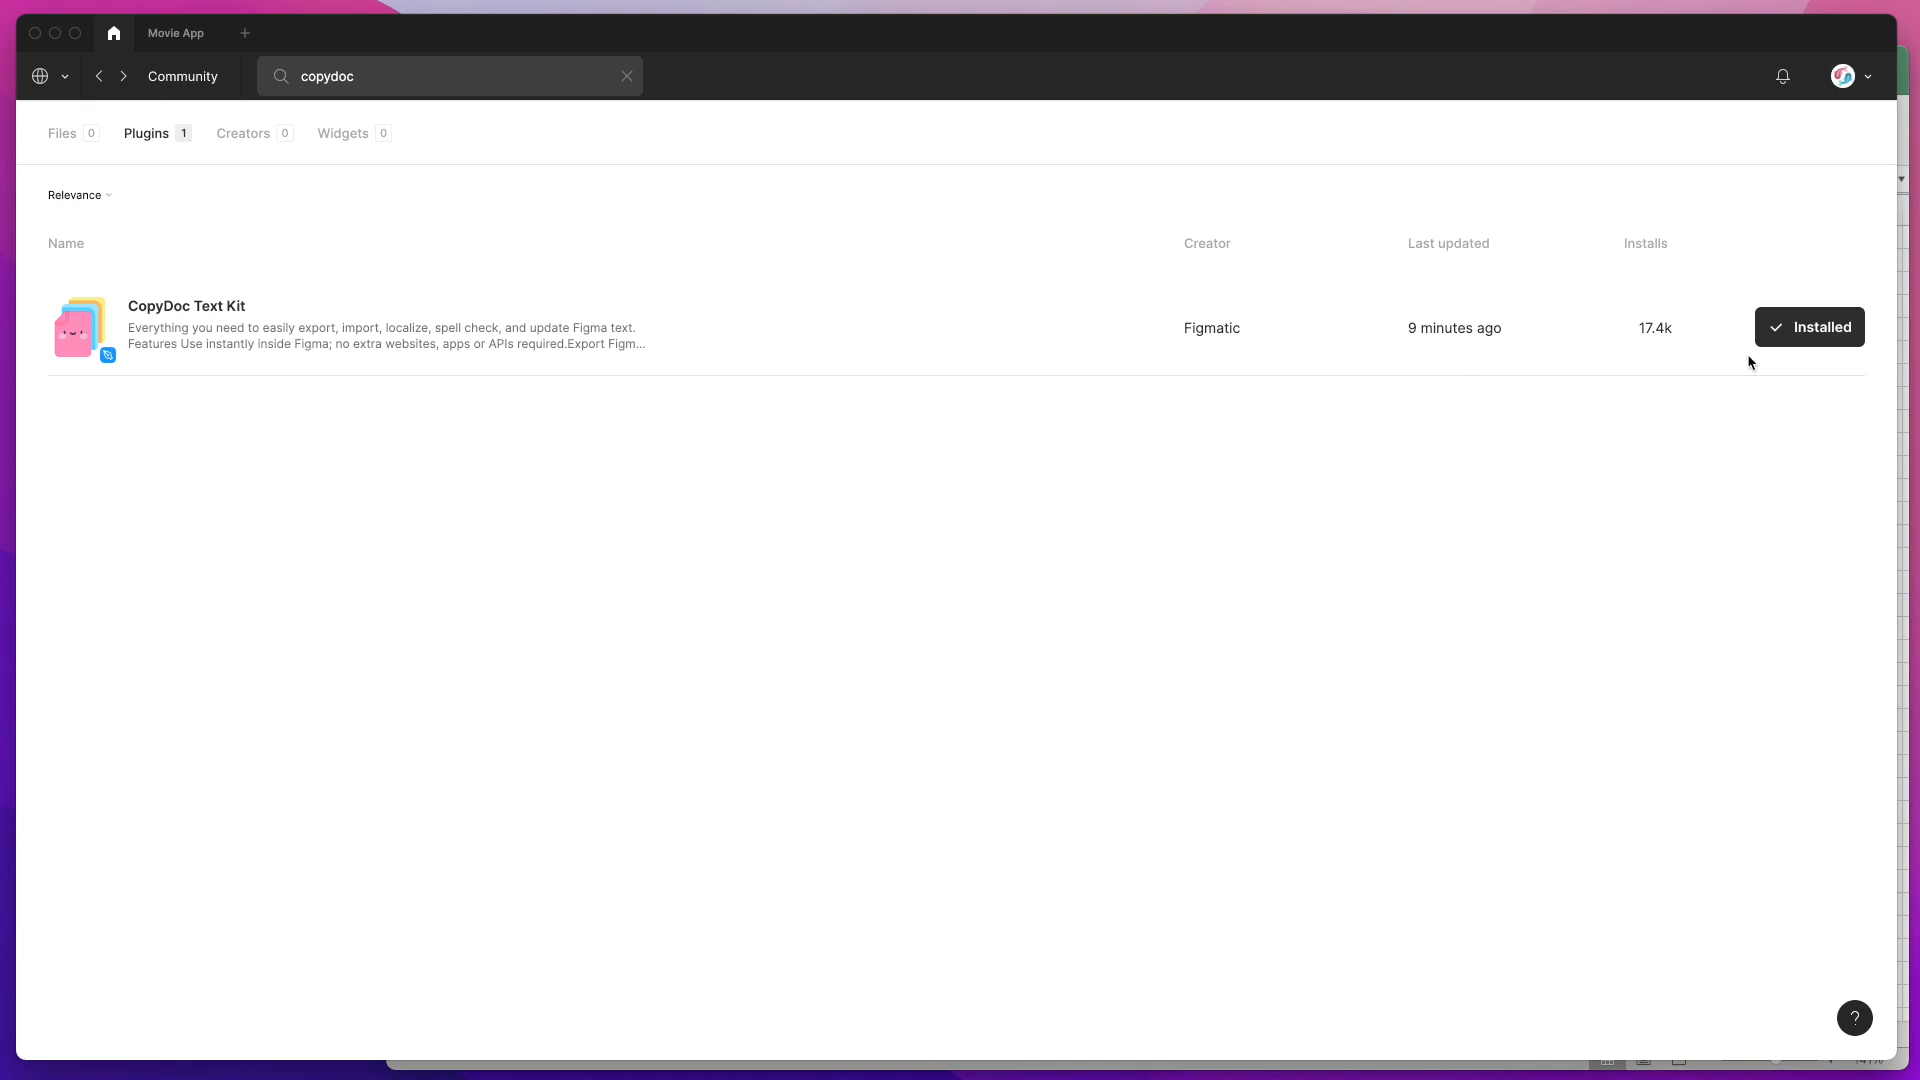 Movie App
Community
copydoc
Files 0 Plugins 1 Creators 0 Widgets 0
Relevance
Name Creator Last updated Installs
CopyDoc Text Kit
Everything you need to easily export, import, localize, spell check, and update Figma text.
Features Use instantly inside Figma; no extra websites, apps or APIs required.Export Figm...
Figmatic 9 minutes ago 17.4k Installed
?